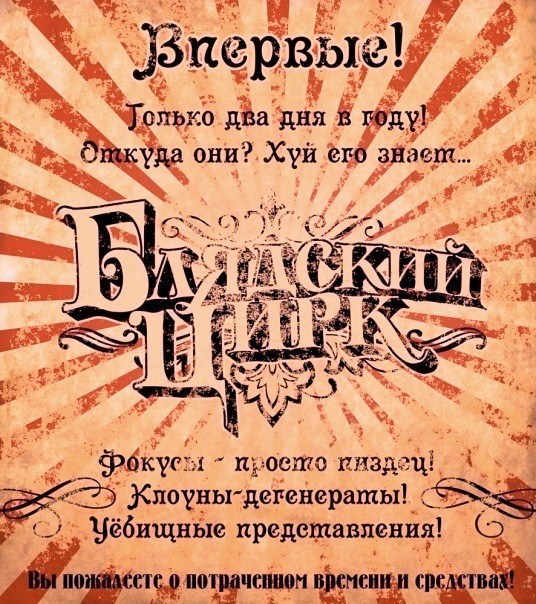 Впервые!
Только два дня в году!
Откуда они? Хуй его знает...
Блядский
Цирк
Фокусы - просто пиздец!
Клоуны-дегенераты!
Уёбищные представления!
Вы пожалеете о потраченном времени и средствах!